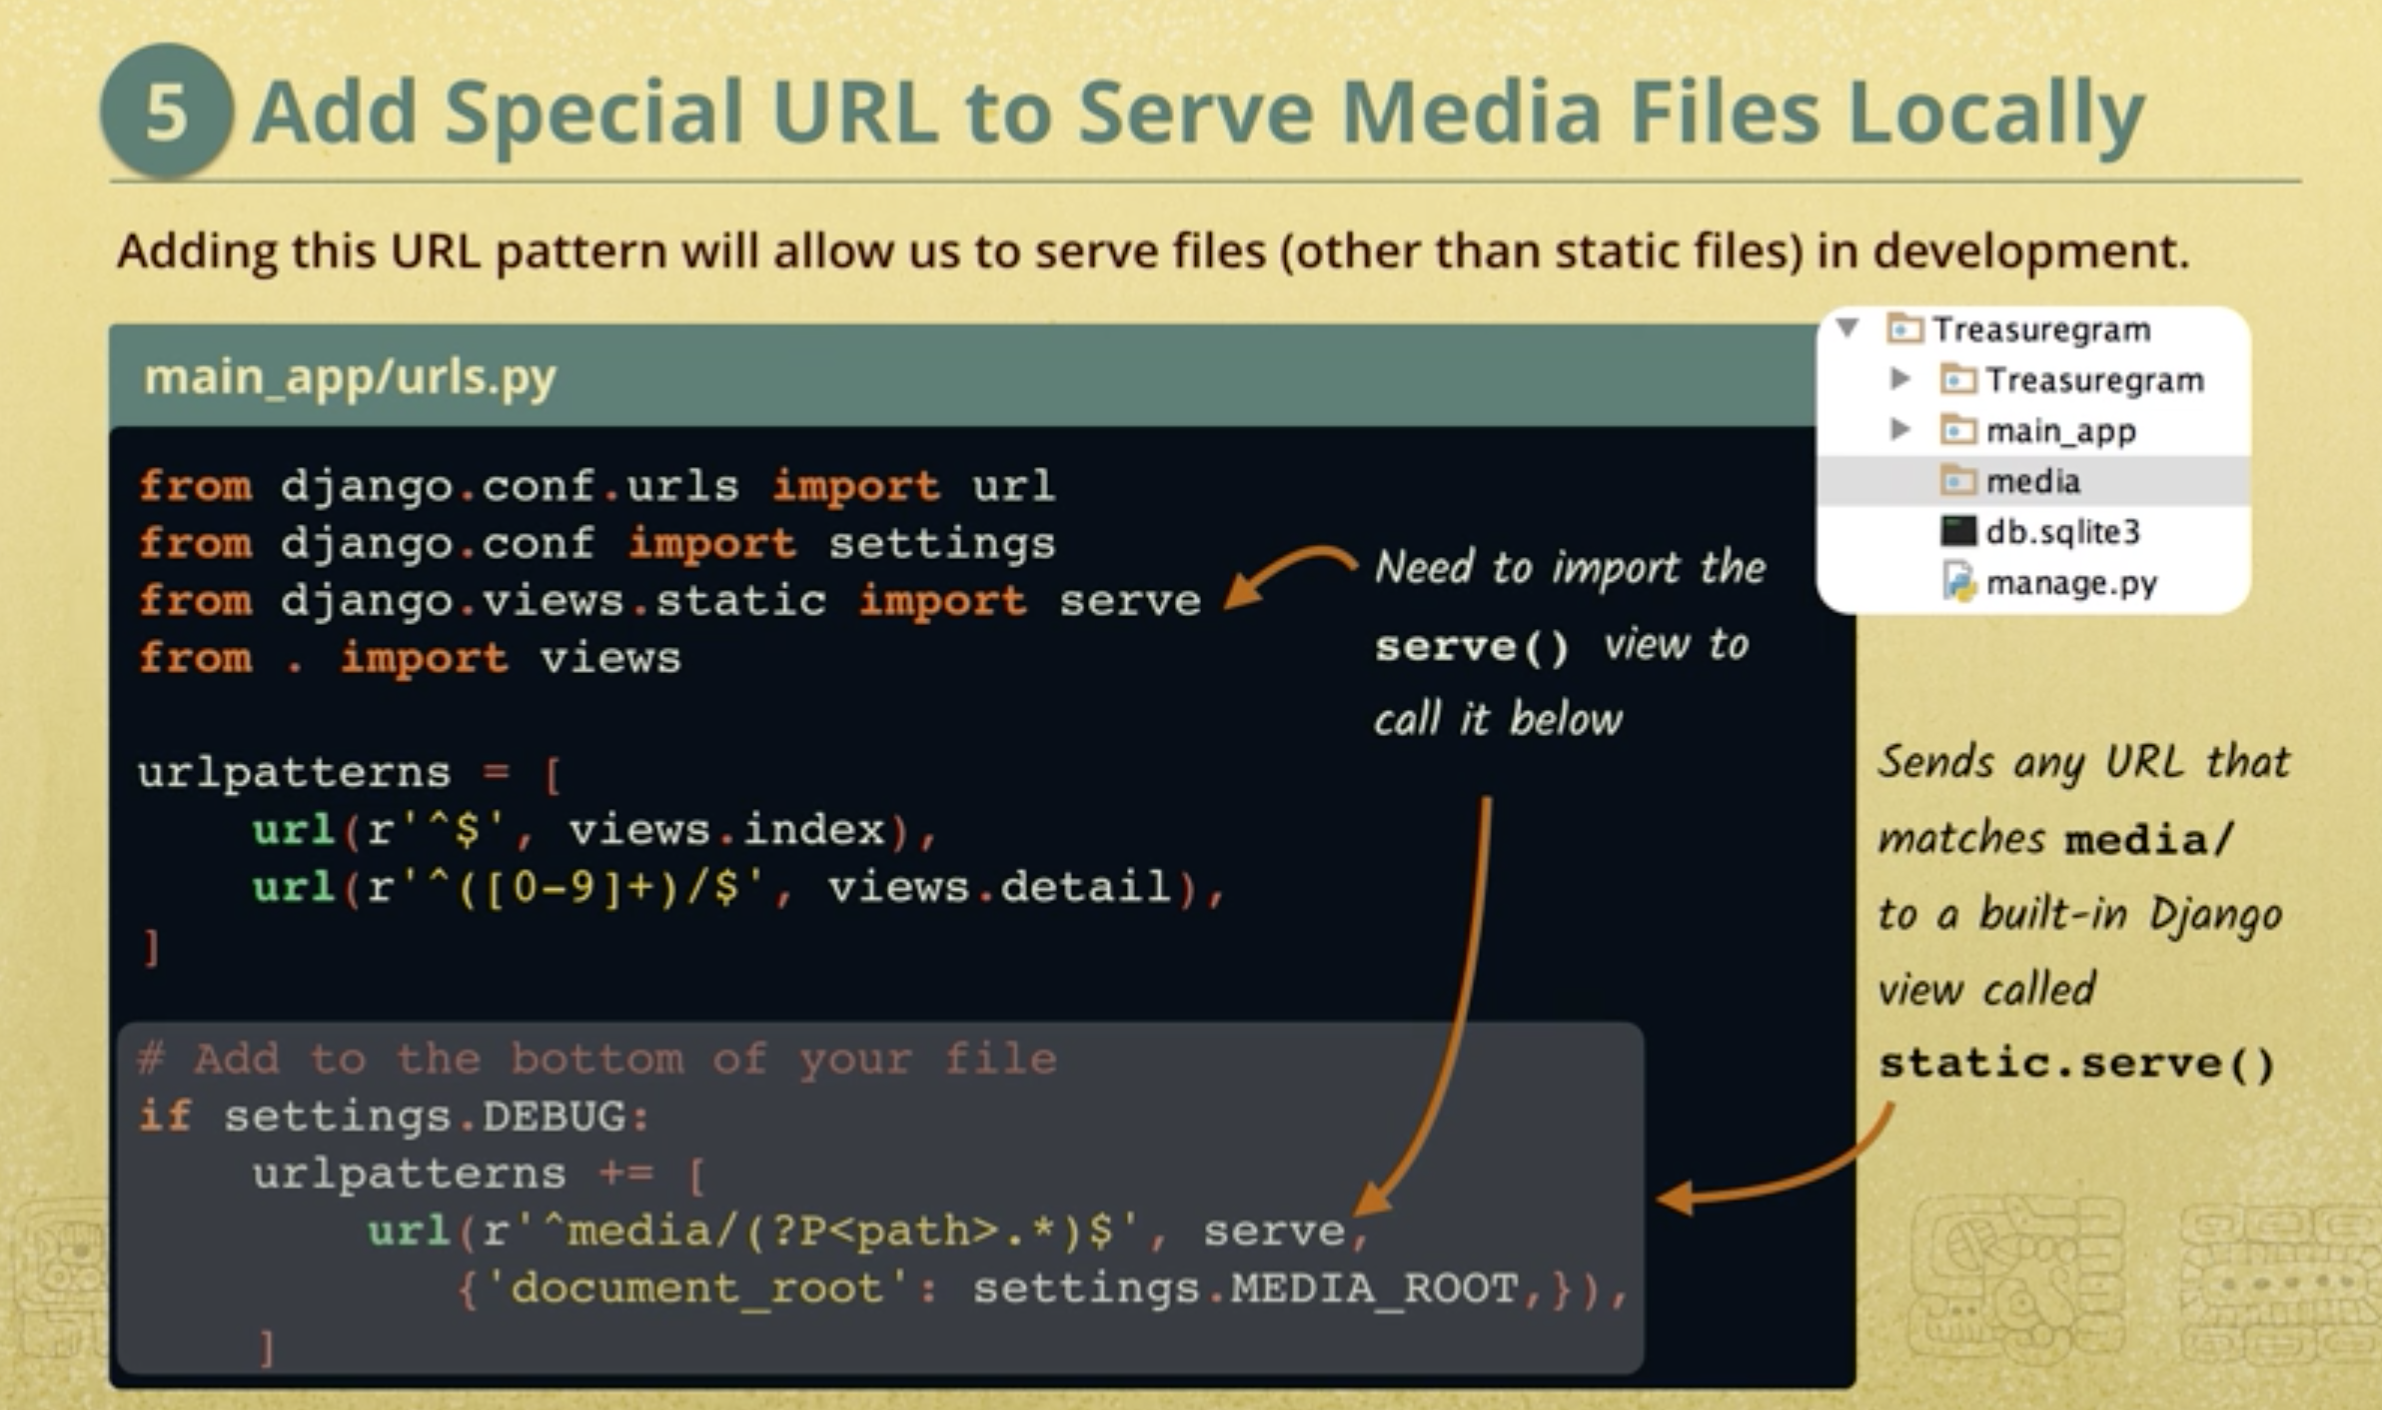 5 Add Special URL to Serve Media Files Locally
Adding this URL pattern will allow us to serve files (other than static files) in development.
main_app/urls.py
from django.conf.urls import url
from django.conf import settings
from django.views.static import serve
from . import views
urlpatterns = [
    url(r'^$', views.index),
    url(r'^([0-9]+)/$', views.detail),
]
# Add to the bottom of your file
if settings.DEBUG:
    urlpatterns += [
        url(r'^media/(?P<path>.*)$', serve,
           {'document_root': settings.MEDIA_ROOT,}),
    ]
Need to import the
serve() view to
call it below
Treasuregram
Treasuregram
main_app
media
db.sqlite3
manage.py
Sends any URL that
matches media/
to a built-in Django
view called
static.serve()